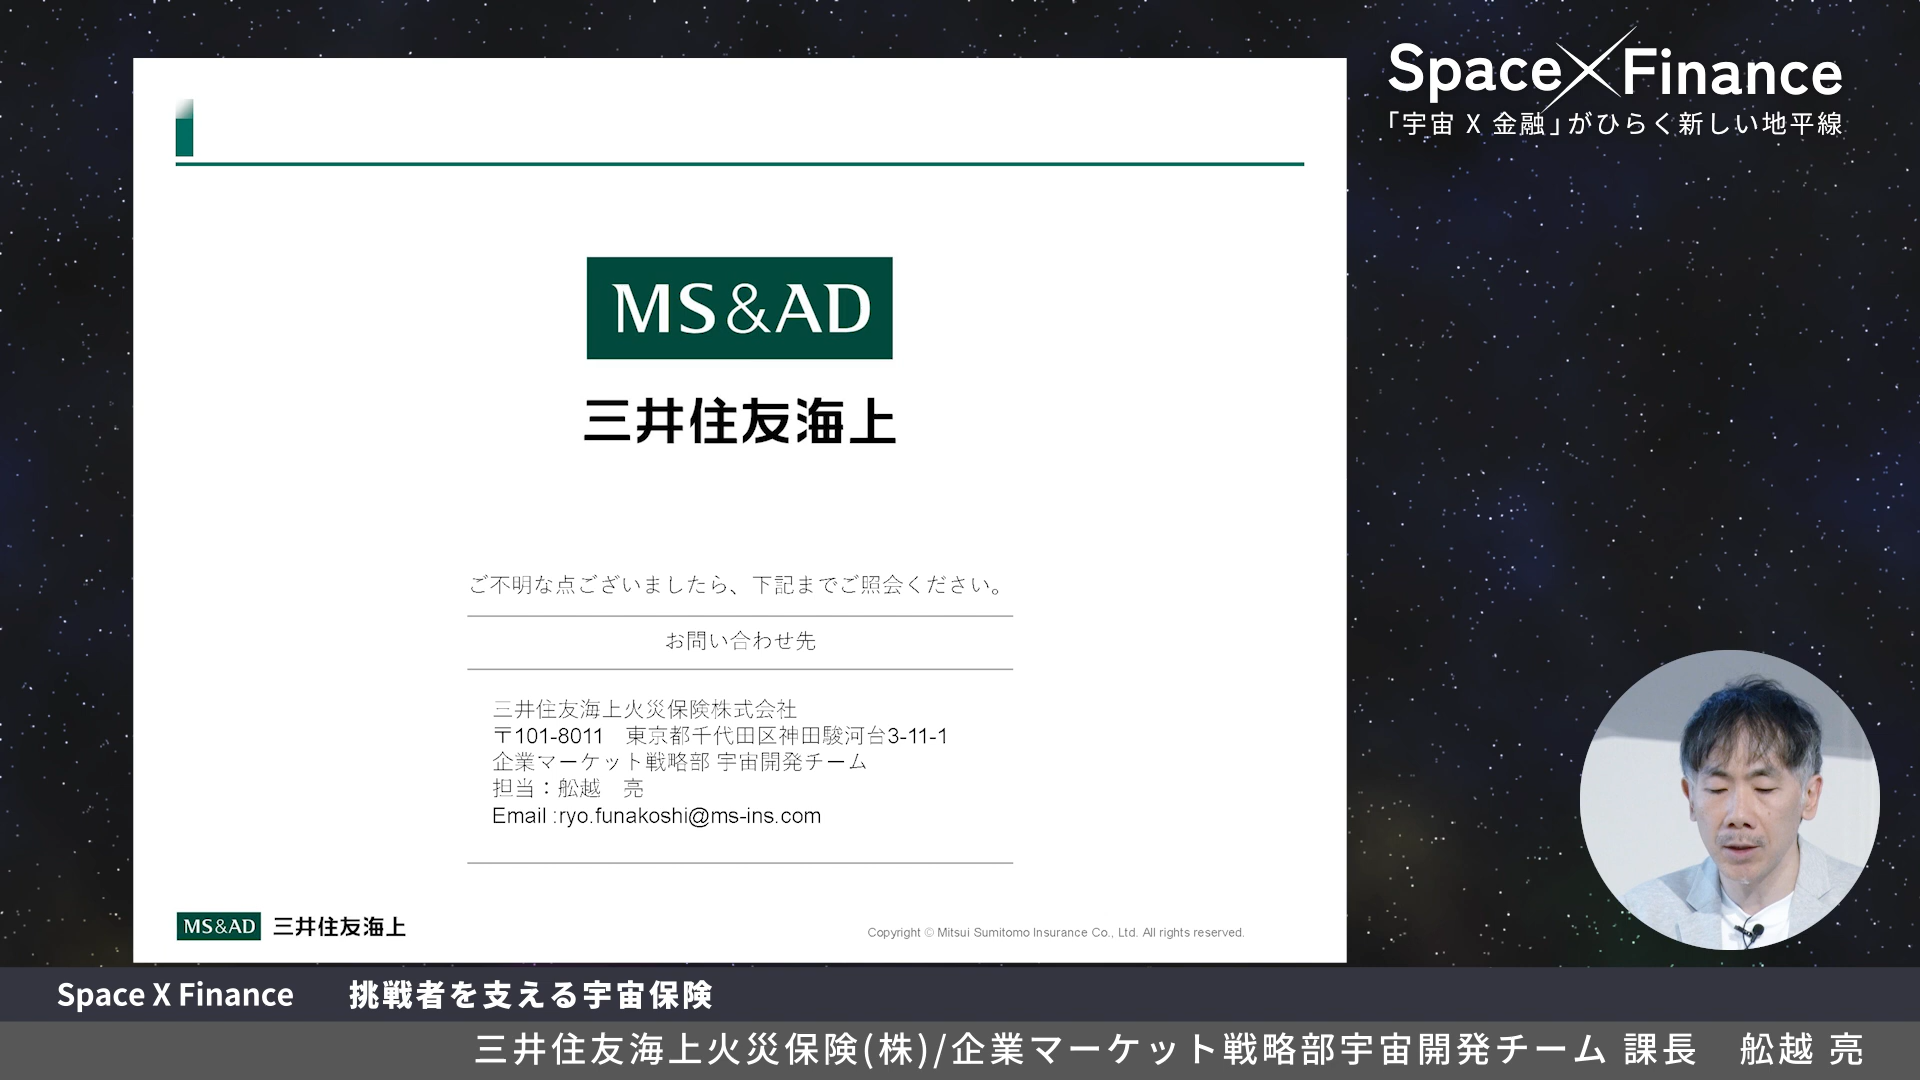 Space X Finance
「宇宙 X 金融」がひらく新しい地平線
MS&AD
三井住友海上
ご不明な点ございましたら、下記までご照会ください。
お問い合わせ先
三井住友海上火災保険株式会社
〒101-8011 東京都千代田区神田駿河台3-11-1
企業マーケット戦略部 宇宙開発チーム
担当：舩越 亮
Email :ryo.funakoshi@ms-ins.com
MS&AD 三井住友海上
Copyright © Mitsui Sumitomo Insurance Co., Ltd. All rights reserved.
Space X Finance 挑戦者を支える宇宙保険
三井住友海上火災保険(株)/企業マーケット戦略部宇宙開発チーム 課長 舩越 亮